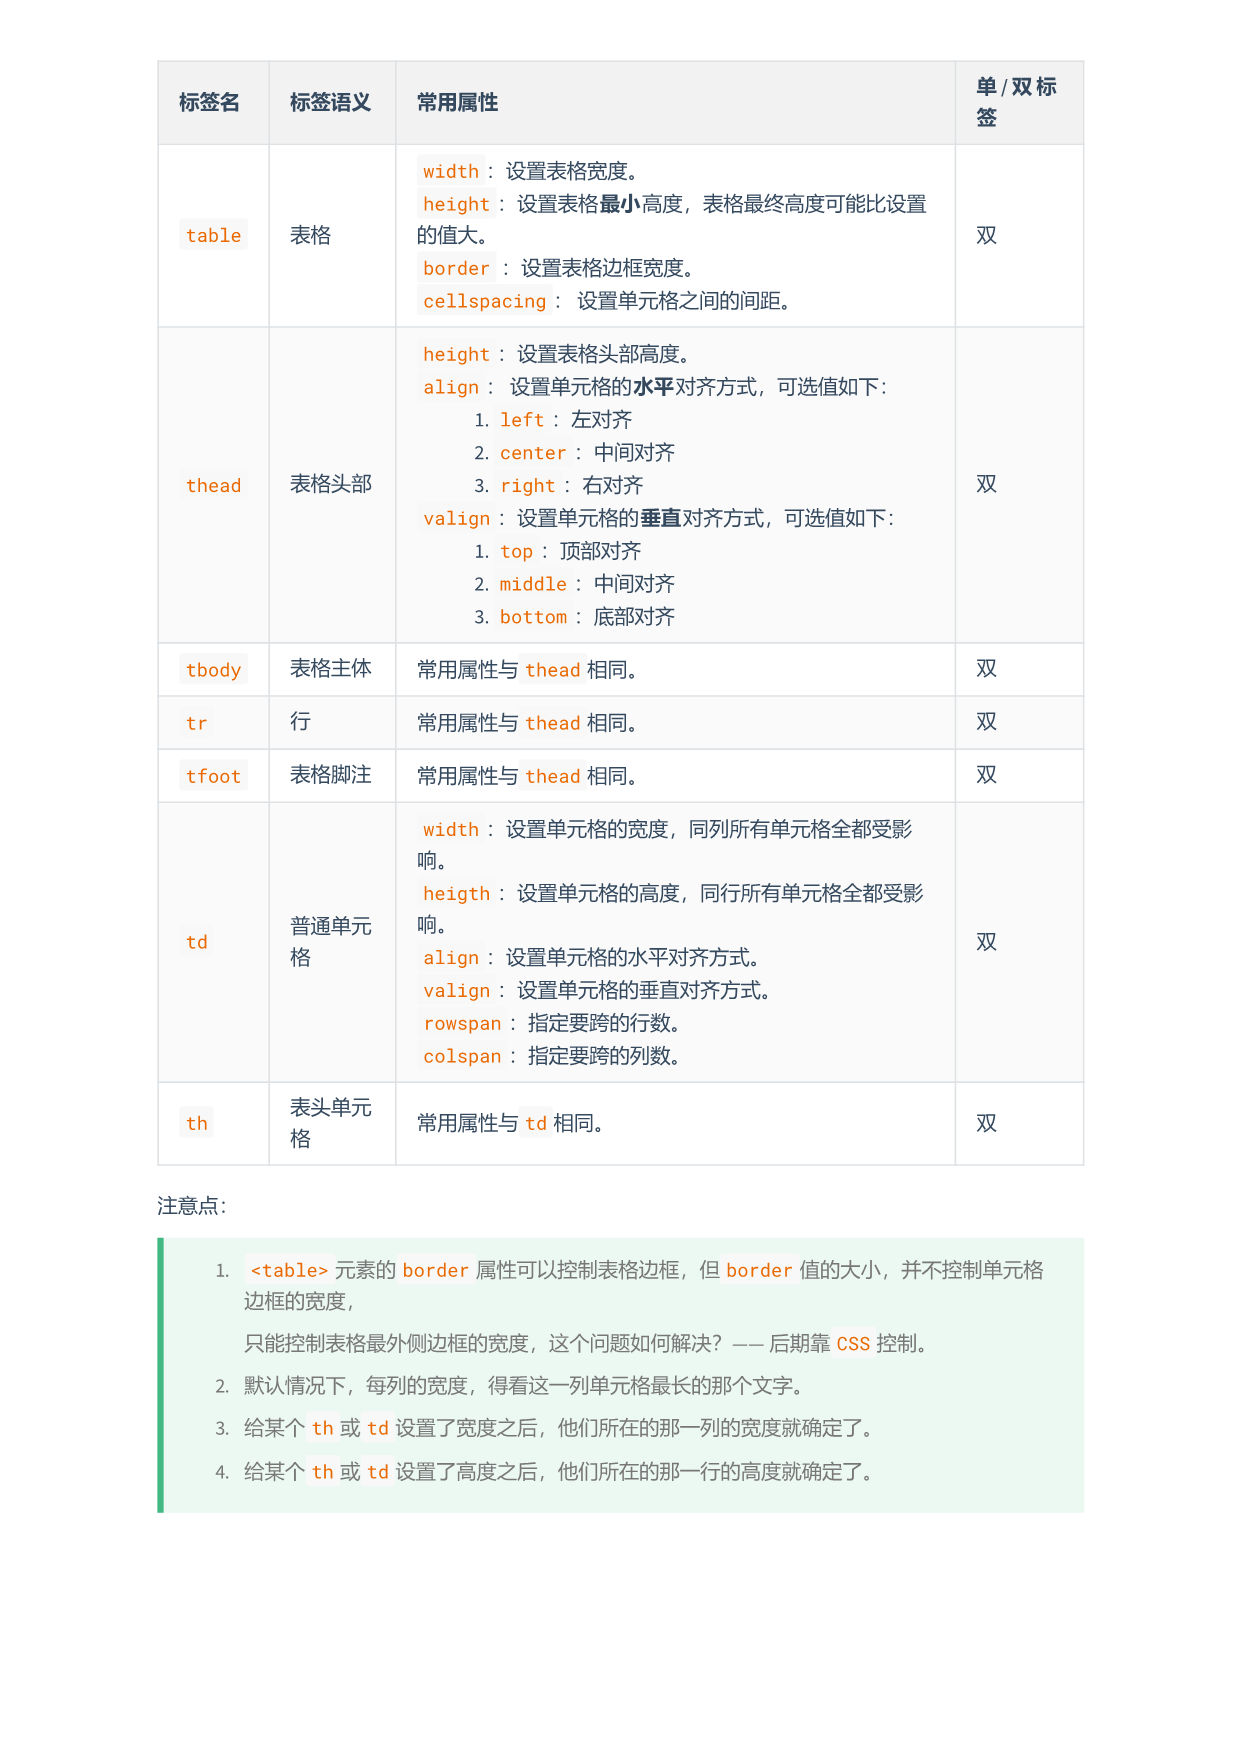 标签名 标签语义 常用属性 单/双标
签
table 表格 width：设置表格宽度。
height：设置表格最小高度，表格最终高度可能比设置
的值大。
border：设置表格边框宽度。
cellspacing： 设置单元格之间的间距。
双
thead 表格头部 height：设置表格头部高度。
align： 设置单元格的水平对齐方式，可选值如下：
1. left：左对齐
2. center：中间对齐
3. right：右对齐
valign：设置单元格的垂直对齐方式，可选值如下：
1. top：顶部对齐
2. middle：中间对齐
3. bottom：底部对齐
双
tbody 表格主体 常用属性与 thead 相同。 双
tr 行 常用属性与 thead 相同。 双
tfoot 表格脚注 常用属性与 thead 相同。 双
td 普通单元
格
width：设置单元格的宽度，同列所有单元格全都受影
响。
heigth：设置单元格的高度，同行所有单元格全都受影
响。
align：设置单元格的水平对齐方式。
valign：设置单元格的垂直对齐方式。
rowspan：指定要跨的行数。
colspan：指定要跨的列数。
双
th 表头单元
格
常用属性与 td 相同。 双
注意点：
1. <table> 元素的 border 属性可以控制表格边框，但 border 值的大小，并不控制单元格
边框的宽度，
只能控制表格最外侧边框的宽度，这个问题如何解决？—— 后期靠 CSS 控制。
2. 默认情况下，每列的宽度，得看这一列单元格最长的那个文字。
3. 给某个 th 或 td 设置了宽度之后，他们所在的那一列的宽度就确定了。
4. 给某个 th 或 td 设置了高度之后，他们所在的那一行的高度就确定了。